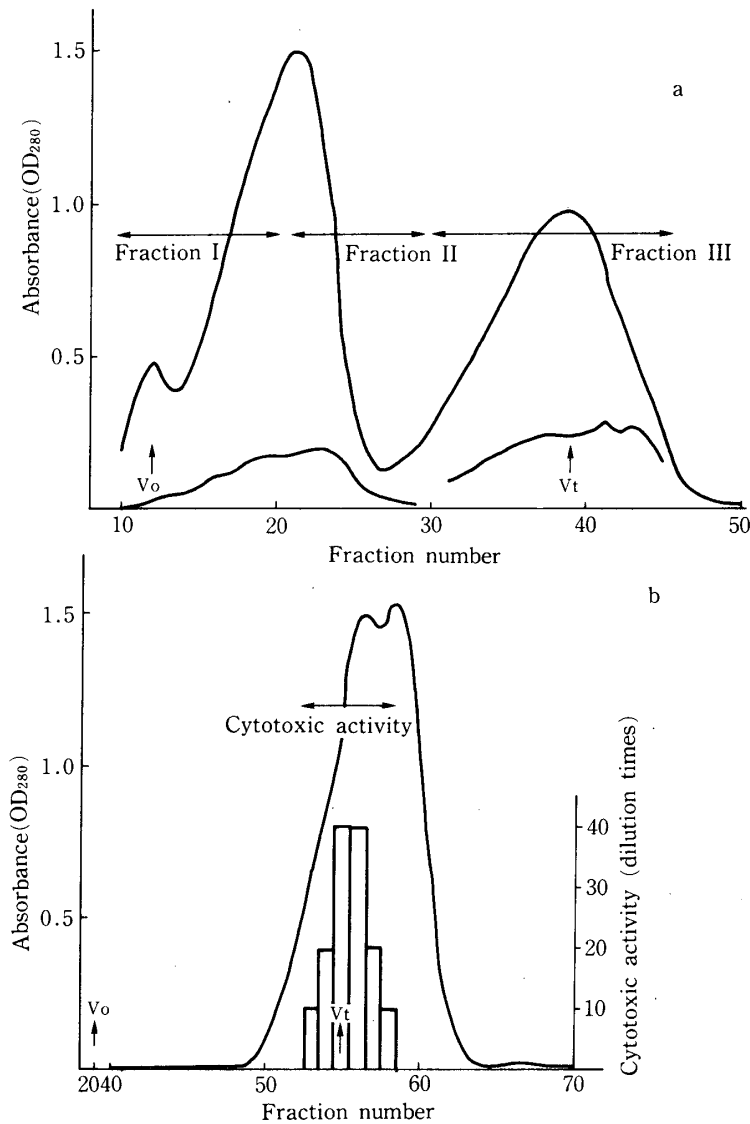 1.5
a
Absorbance(OD280)
1.0
Fraction I
Fraction II
Fraction III
0.5
Vo
Vt
10 20 30 40 50
Fraction number
b
1.5
Cytotoxic activity
Absorbance(OD280)
1.0
Cytotoxic activity (dilution times)
40
30
0.5
20
Vo
Vt
10
2040 50 60 70
Fraction number